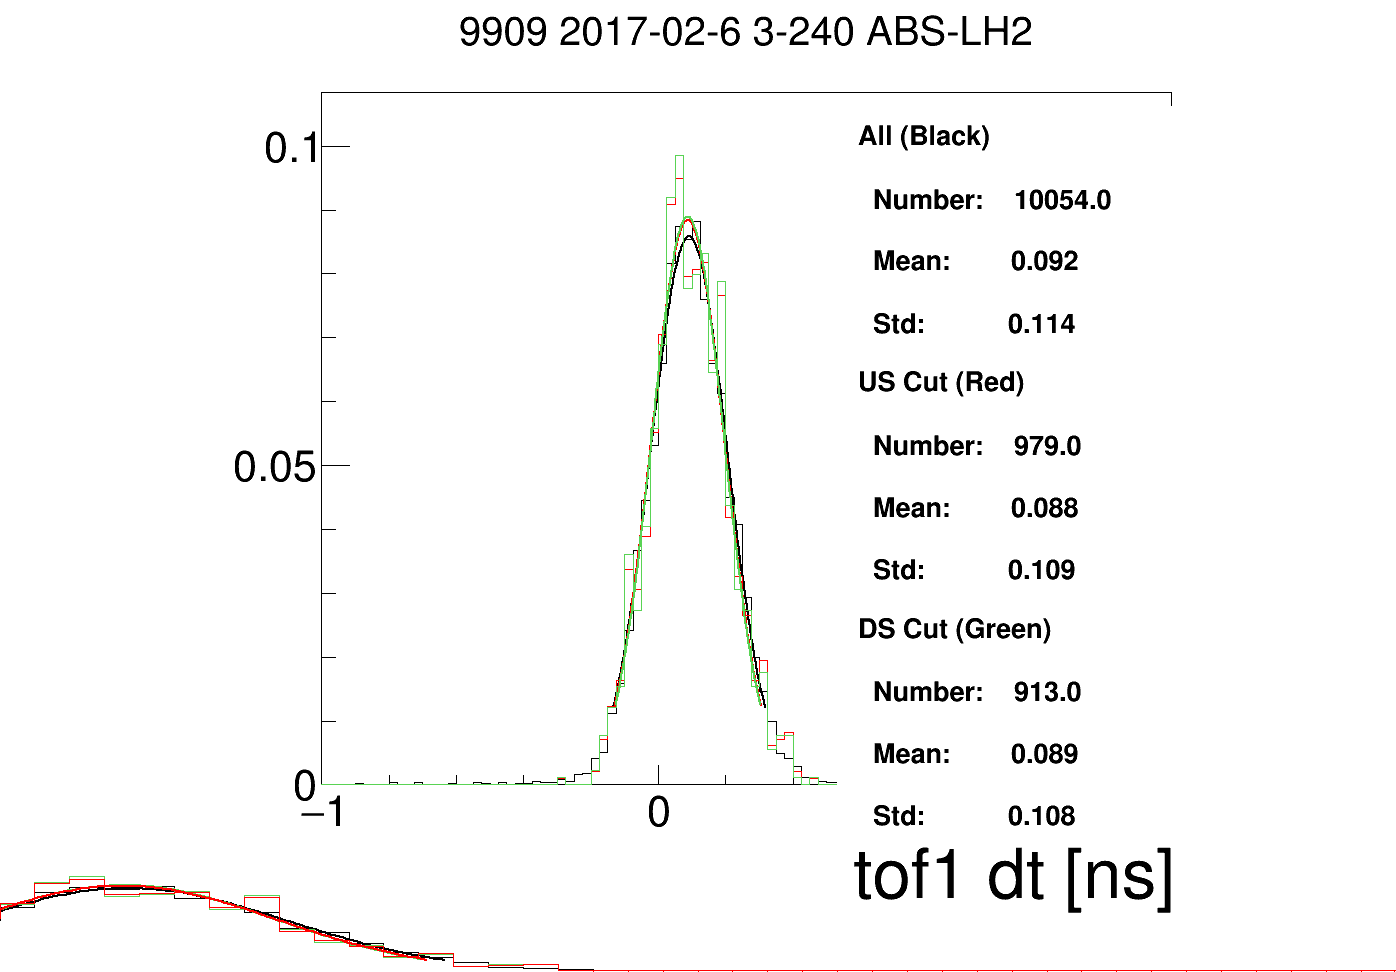 9909 2017-02-6 3-240 ABS-LH2
0.1
0.05
0
−1
0
All (Black)
Number: 10054.0
Mean: 0.092
Std: 0.114
US Cut (Red)
Number: 979.0
Mean: 0.088
Std: 0.109
DS Cut (Green)
Number: 913.0
Mean: 0.089
Std: 0.108
tof1 dt [ns]